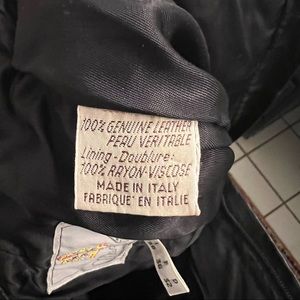 100% GENUINE LEATHER
PEAU VERITABLE
Lining - Doublure:
100% RAYON-VISCOSE
MADE IN ITALY
FABRIQUE' EN ITALIE